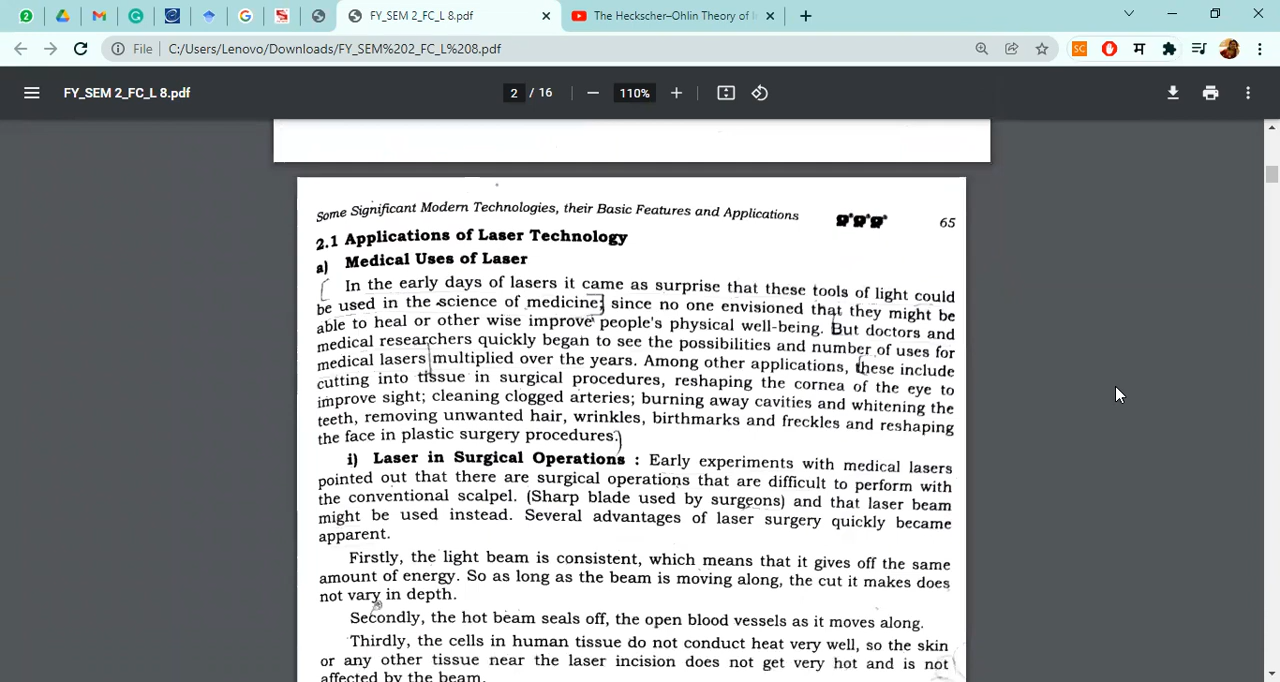 FY_SEM 2_FC_L 8.pdf
The Heckscher–Ohlin Theory of
File C:/Users/Lenovo/Downloads/FY_SEM%202_FC_L%208.pdf
FY_SEM 2_FC_L 8.pdf
2 / 16
110%
Some Significant Modern Technologies, their Basic Features and Applications 65
2.1 Applications of Laser Technology
a) Medical Uses of Laser
In the early days of lasers it came as surprise that these tools of light could
be used in the science of medicine; since no one envisioned that they might be
able to heal or other wise improve people's physical well-being. But doctors and
medical researchers quickly began to see the possibilities and number of uses for
medical lasers multiplied over the years. Among other applications, these include
cutting into tissue in surgical procedures, reshaping the cornea of the eye to
improve sight; cleaning clogged arteries; burning away cavities and whitening the
teeth, removing unwanted hair, wrinkles, birthmarks and freckles and reshaping
the face in plastic surgery procedures.
i) Laser in Surgical Operations : Early experiments with medical lasers
pointed out that there are surgical operations that are difficult to perform with
the conventional scalpel. (Sharp blade used by surgeons) and that laser beam
might be used instead. Several advantages of laser surgery quickly became
apparent.
Firstly, the light beam is consistent, which means that it gives off the same
amount of energy. So as long as the beam is moving along, the cut it makes does
not vary in depth.
Secondly, the hot beam seals off, the open blood vessels as it moves along.
Thirdly, the cells in human tissue do not conduct heat very well, so the skin
or any other tissue near the laser incision does not get very hot and is not
affected by the beam.